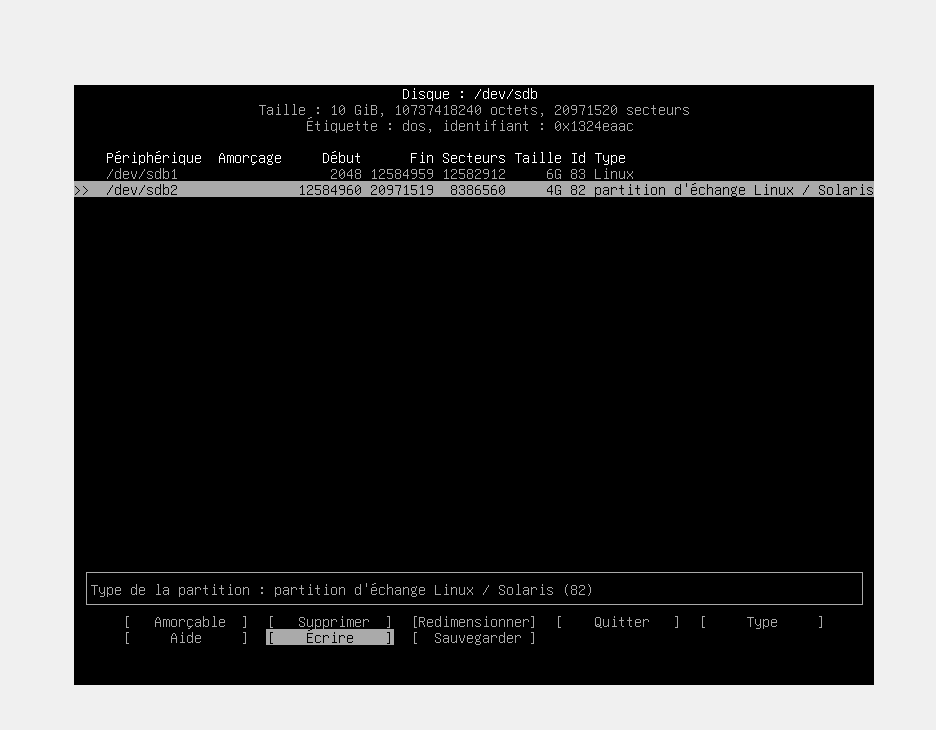 Disque : /dev/sdb
Taille : 10 GiB, 10737418240 octets, 20971520 secteurs
Étiquette : dos, identifiant : 0x1324eaac
Périphérique Amorçage Début Fin Secteurs Taille Id Type
/dev/sdb1 2048 12584959 12582912 6G 83 Linux
>> /dev/sdb2 12584960 20971519 8386560 4G 82 partition d'échange Linux / Solaris
Type de la partition : partition d'échange Linux / Solaris (82)
[ Amorçable ] [ Supprimer ] [Redimensionner] [ Quitter ] [ Type ]
[ Aide ] [ Écrire ] [ Sauvegarder ]